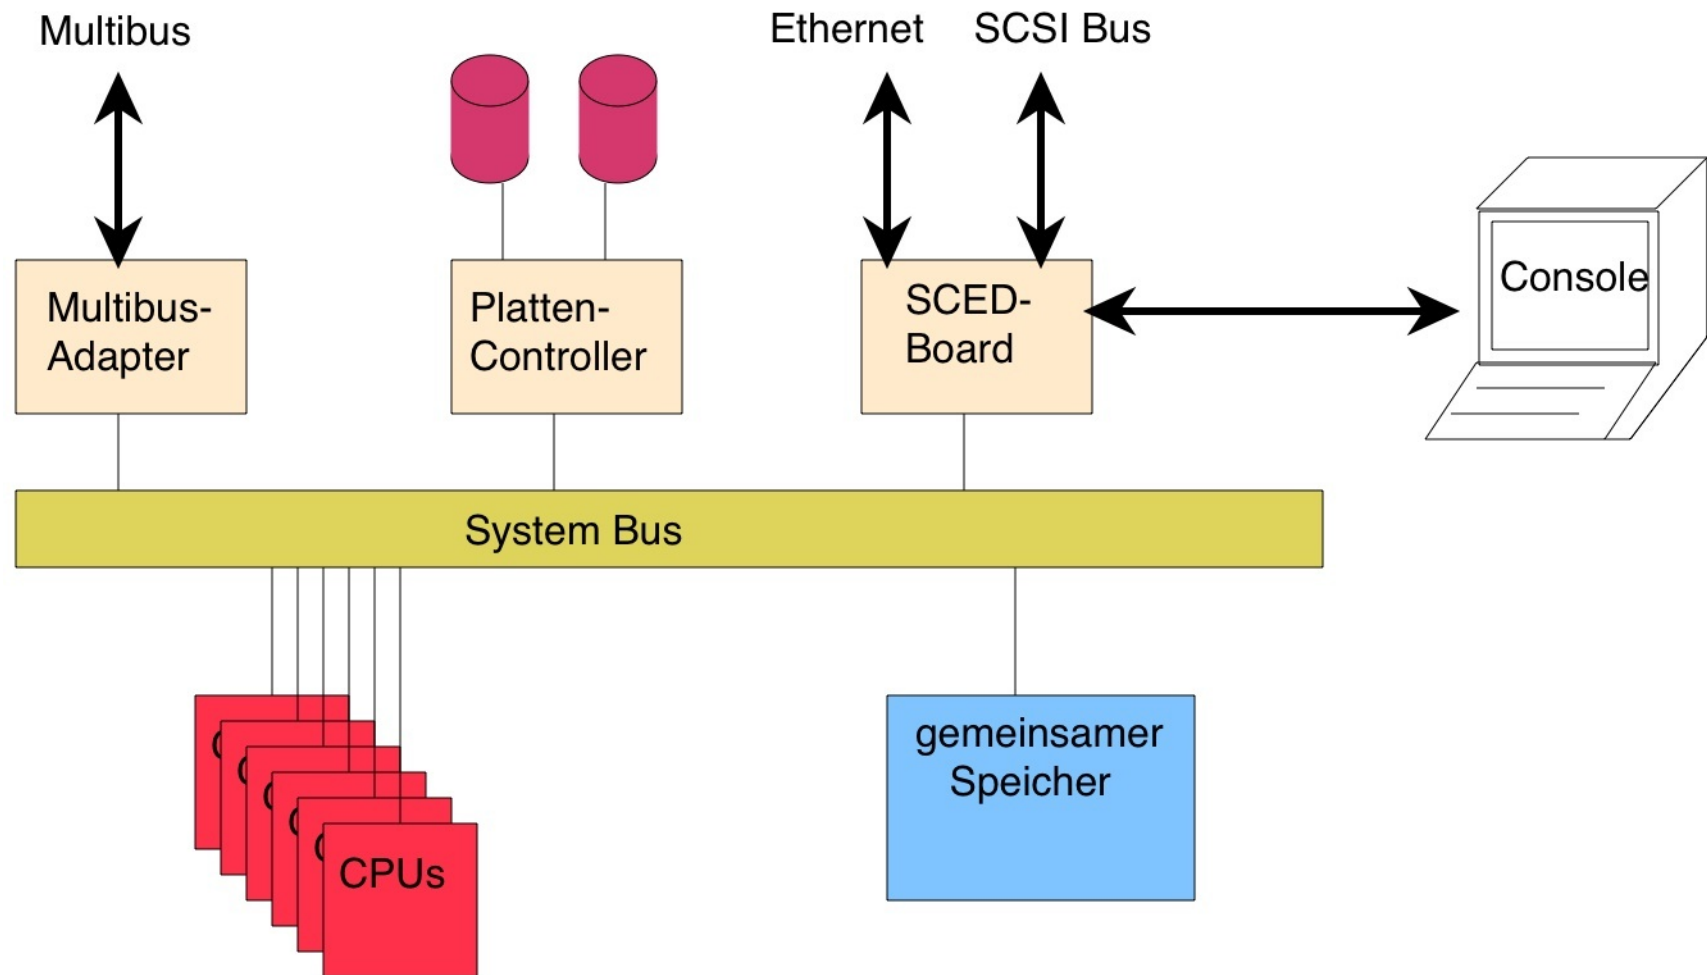 Multibus
Ethernet
SCSI Bus
Multibus-
Adapter
Platten-
Controller
SCED-
Board
Console
System Bus
gemeinsamer
Speicher
CPUs